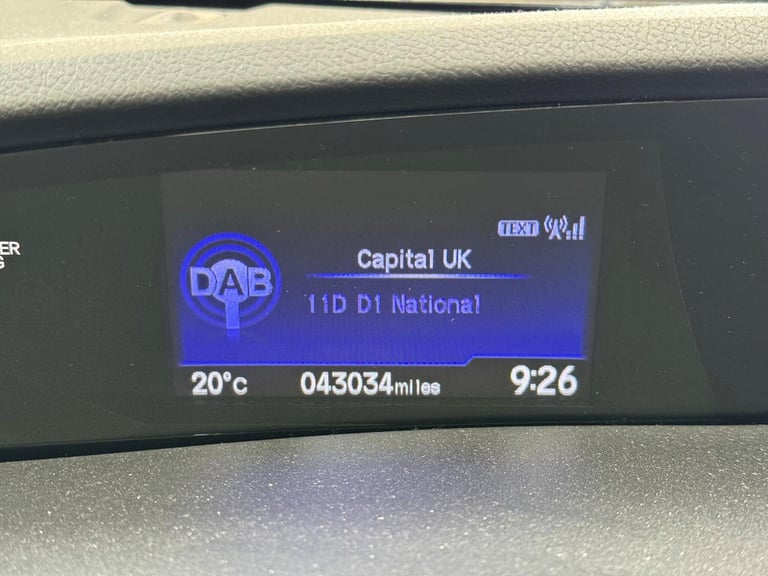 TEXT
Capital UK
DAB
11D D1 National
20°C 043034miles 9:26